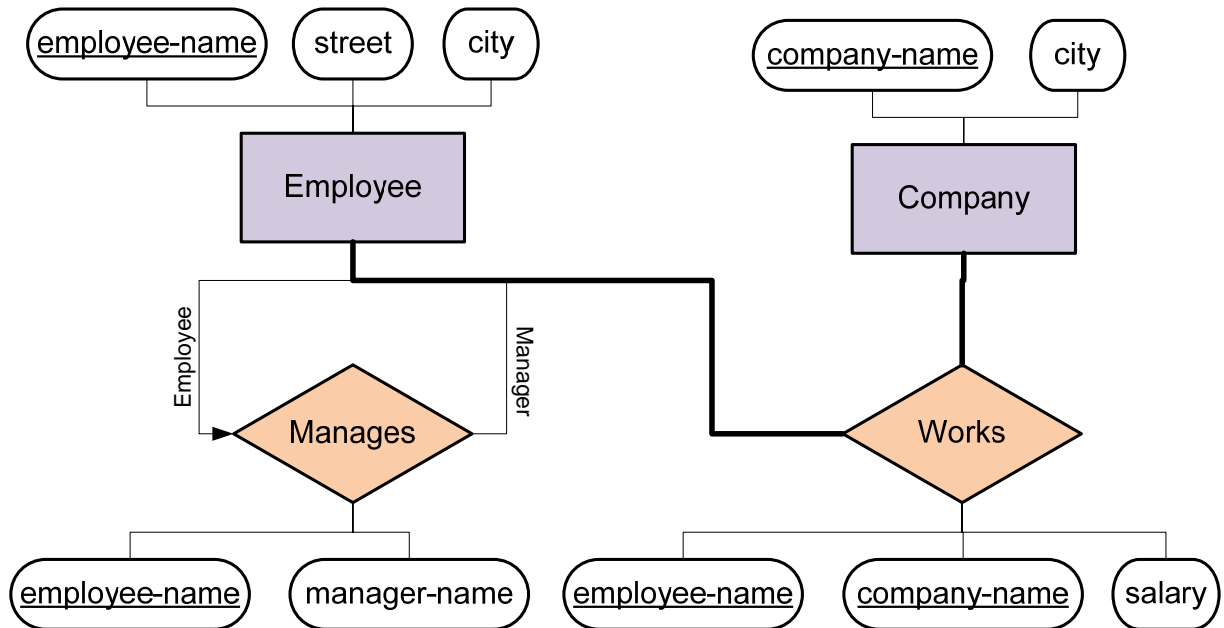 employee-name
street
city
company-name
city
Employee
Company
Employee
Manager
Manages
Works
employee-name
manager-name
employee-name
company-name
salary